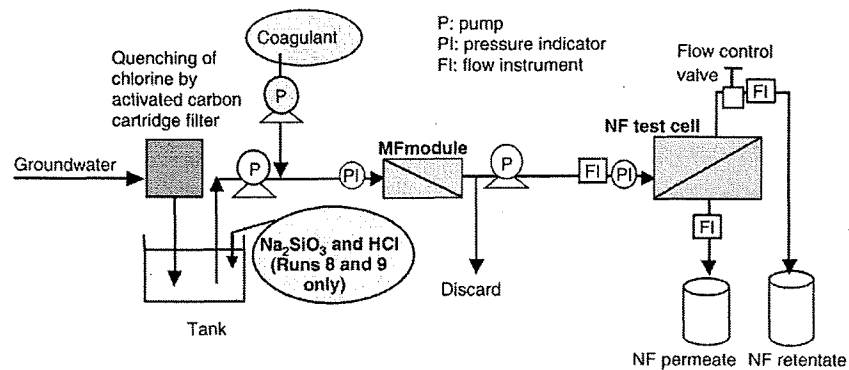 Coagulant
P: pump
PI: pressure indicator
FI: flow instrument
Quenching of
chlorine by
activated carbon
cartridge filter
Flow control
valve
P
FI
NF test cell
MFmodule
Groundwater
P
PI
P
FI
PI
FI
Na2SiO3 and HCl
(Runs 8 and 9
only)
Discard
Tank
NF permeate
NF retentate